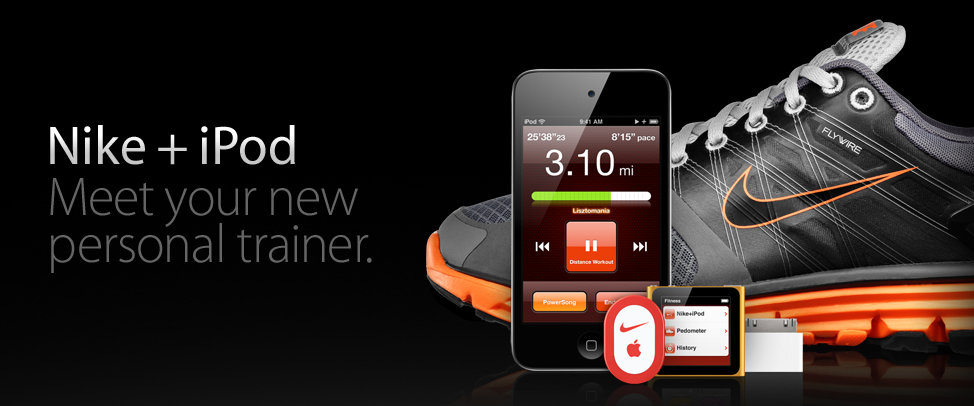 Nike + iPod
Meet your new
personal trainer.
iPod 9:41 AM
25'38"23 8'15" pace
3.10 mi
Lisztomania
Distance Workout
PowerSong
FLYWIRE
Fitness
Nike+iPod
Pedometer
History